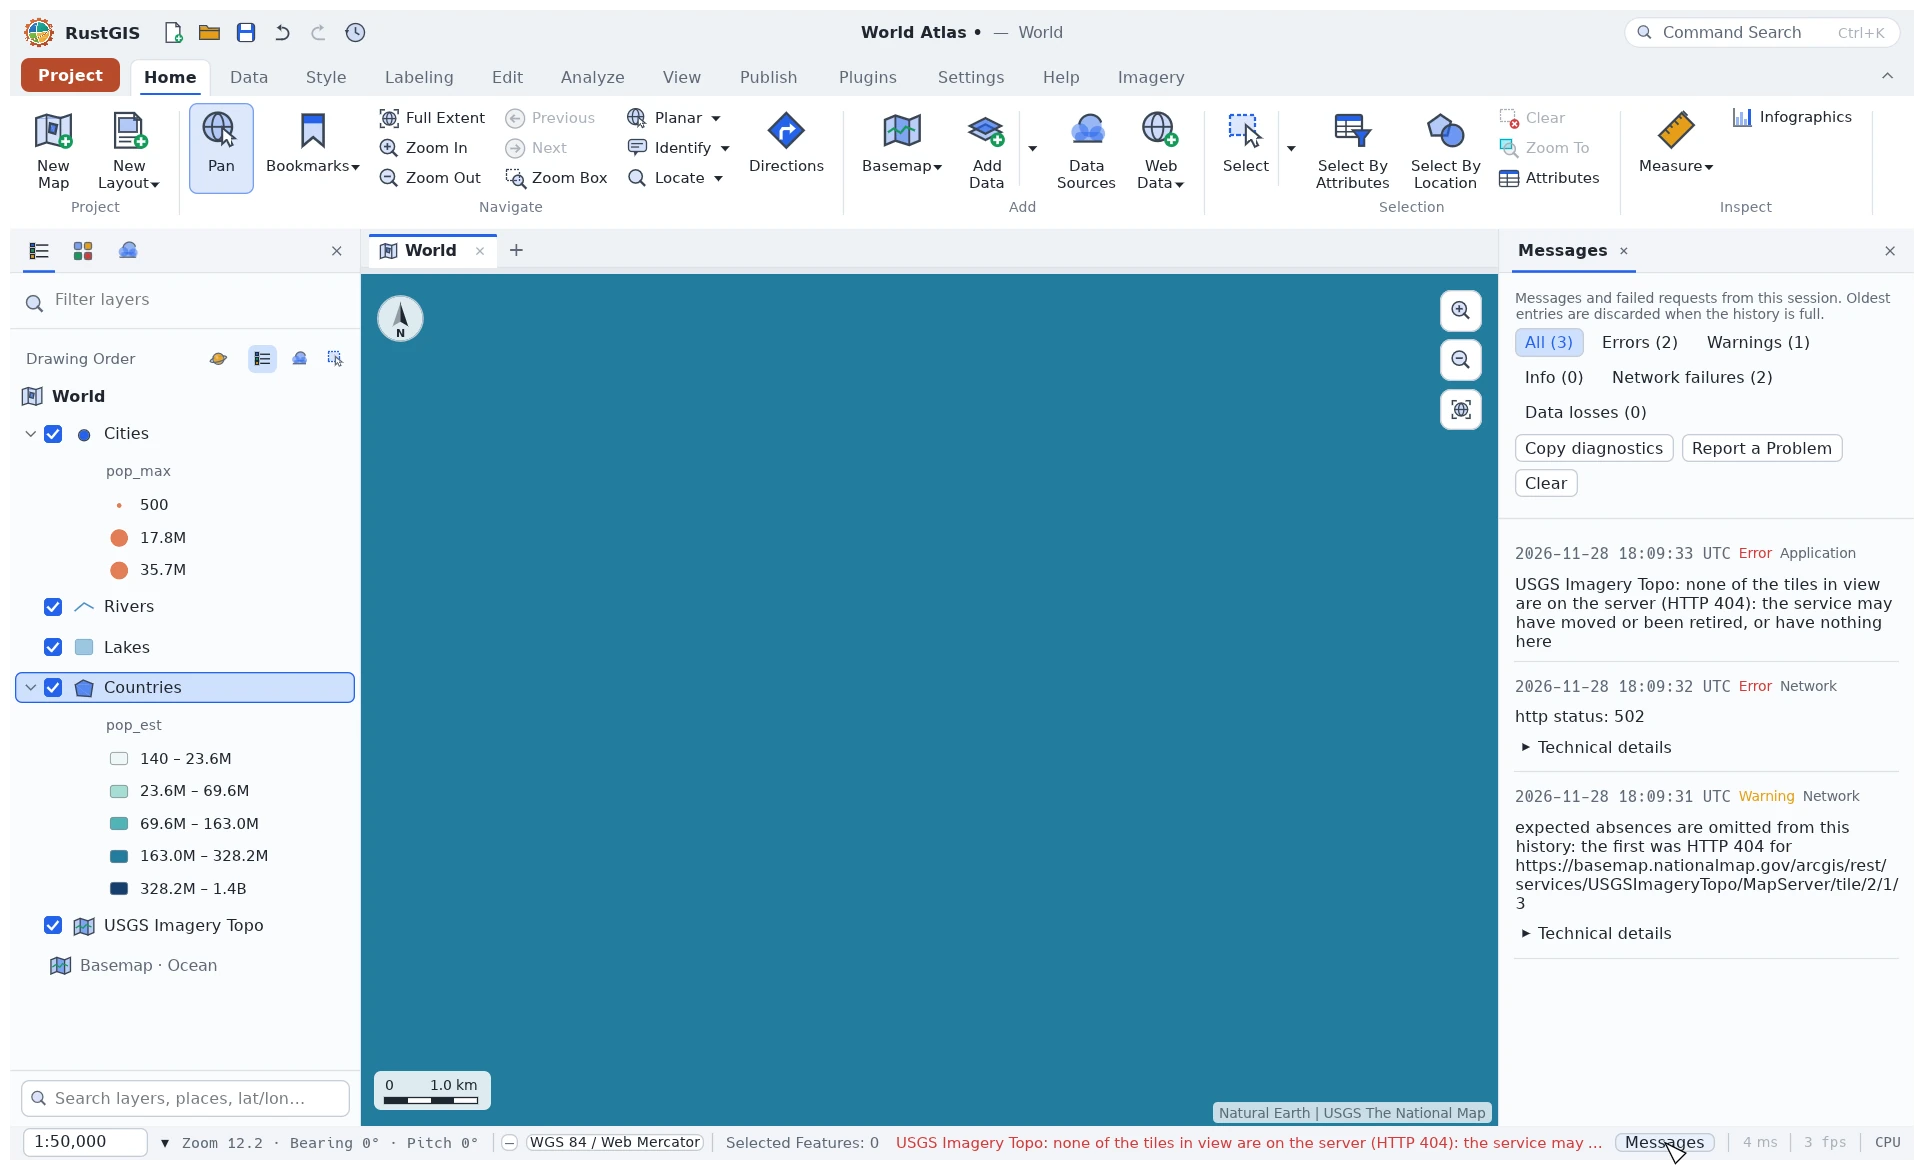 RustGIS
World Atlas • — World
Command Search Ctrl+K
Project
Home
Data
Style
Labeling
Edit
Analyze
View
Publish
Plugins
Settings
Help
Imagery
New Map
New Layout
Project
Pan
Bookmarks
Full Extent
Zoom In
Zoom Out
Previous
Next
Zoom Box
Planar
Identify
Locate
Directions
Navigate
Basemap
Add Data
Data Sources
Web Data
Add
Select
Select By Attributes
Select By Location
Clear
Zoom To
Attributes
Selection
Measure
Infographics
Inspect
Filter layers
Drawing Order
World
Cities
pop_max
500
17.8M
35.7M
Rivers
Lakes
Countries
pop_est
140 – 23.6M
23.6M – 69.6M
69.6M – 163.0M
163.0M – 328.2M
328.2M – 1.4B
USGS Imagery Topo
Basemap · Ocean
Search layers, places, lat/lon...
World
N
0 1.0 km
Natural Earth | USGS The National Map
Messages
Messages and failed requests from this session. Oldest
entries are discarded when the history is full.
All (3) Errors (2) Warnings (1)
Info (0) Network failures (2)
Data losses (0)
Copy diagnostics Report a Problem
Clear
2026-11-28 18:09:33 UTC Error Application
USGS Imagery Topo: none of the tiles in view
are on the server (HTTP 404): the service may
have moved or been retired, or have nothing
here
2026-11-28 18:09:32 UTC Error Network
http status: 502
Technical details
2026-11-28 18:09:31 UTC Warning Network
expected absences are omitted from this
history: the first was HTTP 404 for
https://basemap.nationalmap.gov/arcgis/rest/
services/USGSImageryTopo/MapServer/tile/2/1/
3
Technical details
1:50,000
Zoom 12.2 · Bearing 0° · Pitch 0°
WGS 84 / Web Mercator
Selected Features: 0
USGS Imagery Topo: none of the tiles in view are on the server (HTTP 404): the service may ...
Messages
4 ms
3 fps
CPU